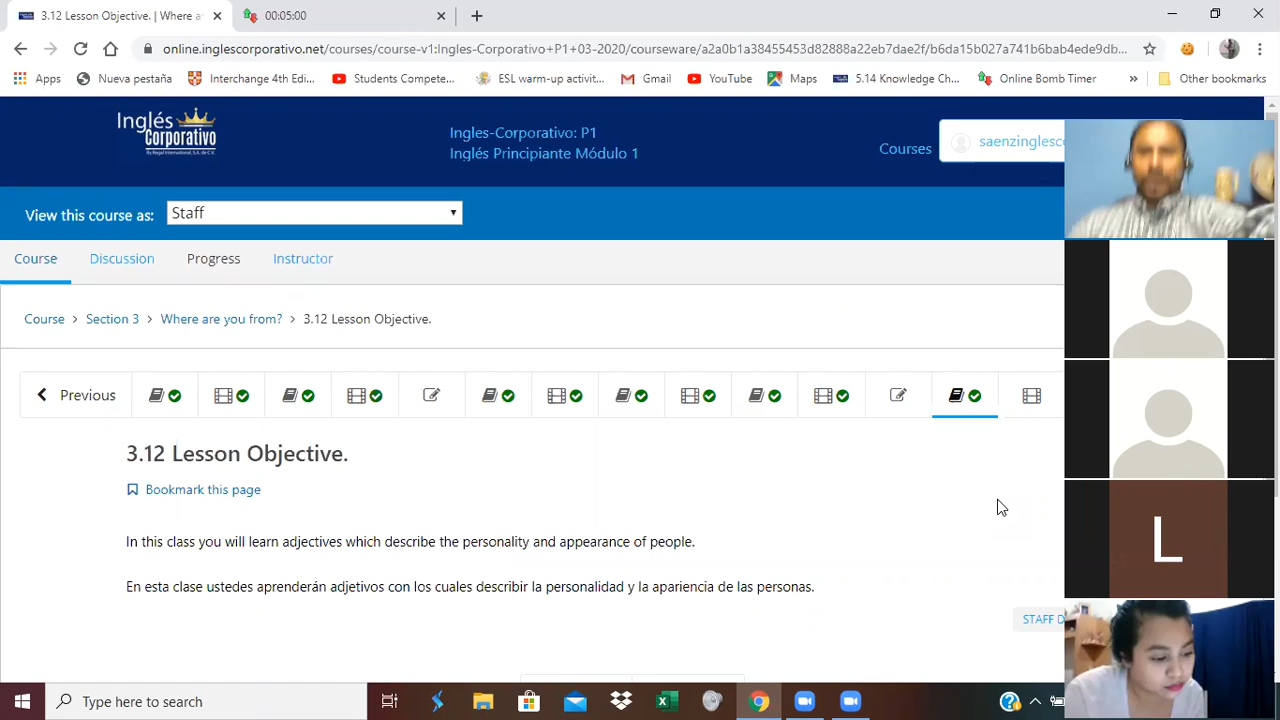 3.12 Lesson Objective. | Where a
00:05:00
online.inglescorporativo.net/courses/course-v1:Ingles-Corporativo+P1+03-2020/courseware/a2a0b1a38455453d82888a22eb7dae2f/b6da15b027a741b6bab4ede9db...
Apps
Nueva pestaña
Interchange 4th Edi...
Students Compete...
ESL warm-up activit...
Gmail
YouTube
Maps
5.14 Knowledge Ch...
Online Bomb Timer
»
Other bookmarks
Inglés
Corporativo
By Regal International, S.A. de C.V.
Ingles-Corporativo: P1
Inglés Principiante Módulo 1
Courses
saenzinglesco
View this course as:
Staff
Course
Discussion
Progress
Instructor
Course > Section 3 > Where are you from? > 3.12 Lesson Objective.
Previous
3.12 Lesson Objective.
Bookmark this page
In this class you will learn adjectives which describe the personality and appearance of people.
En esta clase ustedes aprenderán adjetivos con los cuales describir la personalidad y la apariencia de las personas.
STAFF D
L
Type here to search